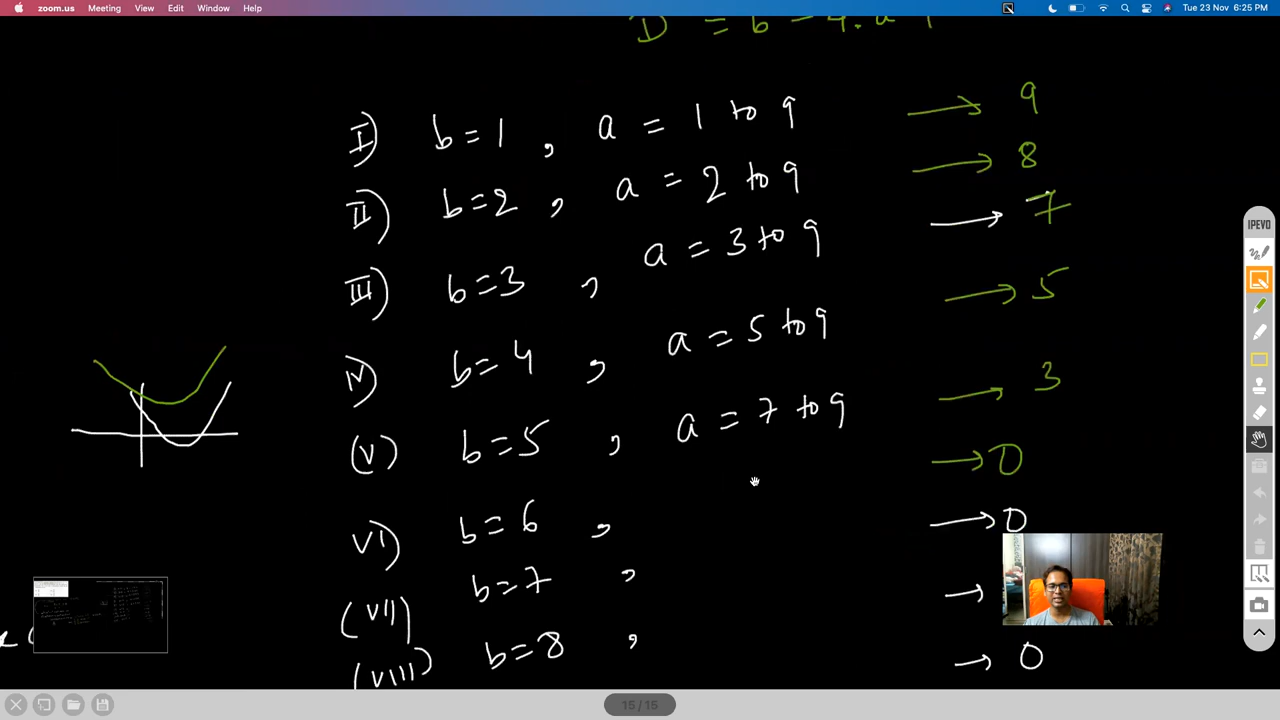 zoom.us Meeting View Edit Window Help Tue 23 Nov 6:25 PM
I) b = 1 , a = 1 to 9 → 9
II) b = 2 , a = 2 to 9 → 8
III) b = 3 , a = 3 to 9 → 7
IV) b = 4 , a = 5 to 9 → 5
(V) b = 5 , a = 7 to 9 → 3
VI) b = 6 , → 0
(VII) b = 7 , → 0
(VIII) b = 8 , → 0
IPEVO
15 / 15